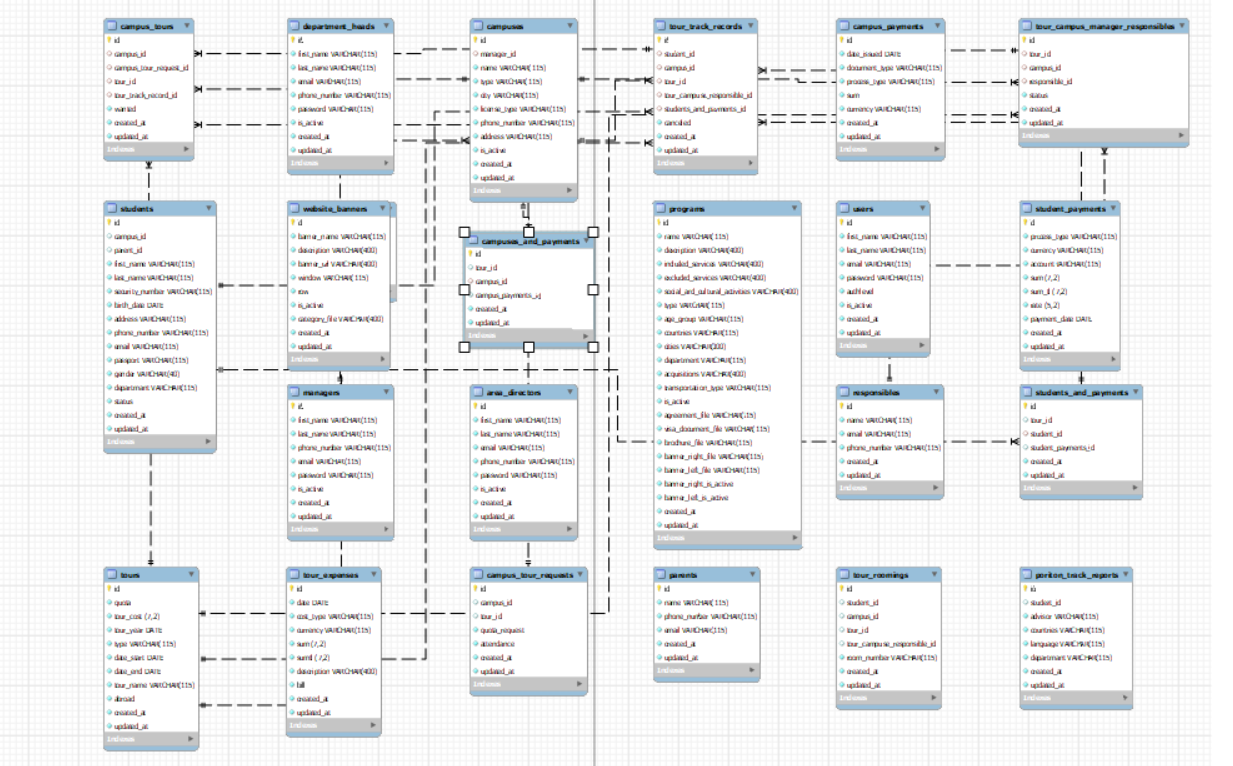 campus_tours
id
campus_id
campus_tour_request_id
tour_id
tour_track_record_id
wanted
created_at
updated_at
Indexes
department_heads
id
first_name VARCHAR(115)
last_name VARCHAR(115)
email VARCHAR(115)
phone_number VARCHAR(115)
password VARCHAR(115)
is_active
created_at
updated_at
Indexes
campuses
id
manager_id
name VARCHAR(115)
type VARCHAR(115)
city VARCHAR(115)
license_type VARCHAR(115)
phone_number VARCHAR(115)
address VARCHAR(115)
is_active
created_at
updated_at
Indexes
tour_track_records
id
student_id
campus_id
tour_id
tour_campuse_responsible_id
students_and_payments_id
cancelled
created_at
updated_at
Indexes
campus_payments
id
date_issued DATE
document_type VARCHAR(115)
process_type VARCHAR(115)
sum
currency VARCHAR(115)
created_at
updated_at
Indexes
tour_campus_manager_responsibles
id
tour_id
campus_id
responsible_id
status
created_at
updated_at
Indexes
students
id
campus_id
parent_id
first_name VARCHAR(115)
last_name VARCHAR(115)
security_number VARCHAR(115)
birth_date DATE
address VARCHAR(115)
phone_number VARCHAR(115)
email VARCHAR(115)
passport VARCHAR(115)
gender VARCHAR(40)
department VARCHAR(115)
status
created_at
updated_at
Indexes
website_banners
id
banner_name VARCHAR(115)
description VARCHAR(400)
banner_url VARCHAR(400)
window VARCHAR(115)
row
is_active
category_file VARCHAR(400)
created_at
updated_at
Indexes
campuses_and_payments
id
tour_id
campus_id
campus_payments_id
created_at
updated_at
Indexes
programs
id
name VARCHAR(115)
description VARCHAR(400)
included_services VARCHAR(400)
excluded_services VARCHAR(400)
social_and_cultural_activities VARCHAR(400)
type VARCHAR(115)
age_group VARCHAR(115)
countries VARCHAR(115)
cities VARCHAR(300)
department VARCHAR(115)
acquisitions VARCHAR(400)
transportation_type VARCHAR(115)
is_active
agreement_file VARCHAR(115)
visa_document_file VARCHAR(115)
brochure_file VARCHAR(115)
banner_right_file VARCHAR(115)
banner_left_file VARCHAR(115)
banner_right_is_active
banner_left_is_active
created_at
updated_at
Indexes
users
id
first_name VARCHAR(115)
last_name VARCHAR(115)
email VARCHAR(115)
password VARCHAR(115)
authlevel
is_active
created_at
updated_at
Indexes
student_payments
id
process_type VARCHAR(115)
currency VARCHAR(115)
account VARCHAR(115)
sum (7,2)
sum_tl (7,2)
rate (5,2)
payment_date DATE
created_at
updated_at
Indexes
managers
id
first_name VARCHAR(115)
last_name VARCHAR(115)
phone_number VARCHAR(115)
email VARCHAR(115)
password VARCHAR(115)
is_active
created_at
updated_at
Indexes
area_directors
id
first_name VARCHAR(115)
last_name VARCHAR(115)
email VARCHAR(115)
phone_number VARCHAR(115)
password VARCHAR(115)
is_active
created_at
updated_at
Indexes
responsibles
id
name VARCHAR(115)
email VARCHAR(115)
phone_number VARCHAR(115)
created_at
updated_at
Indexes
students_and_payments
id
tour_id
student_id
student_payments_id
created_at
updated_at
Indexes
tours
id
quota
tour_cost (7,2)
tour_year DATE
type VARCHAR(115)
date_start DATE
date_end DATE
tour_name VARCHAR(115)
abroad
created_at
updated_at
Indexes
tour_expenses
id
date DATE
cost_type VARCHAR(115)
currency VARCHAR(115)
sum (7,2)
sumtl (7,2)
description VARCHAR(400)
bill
created_at
updated_at
Indexes
campus_tour_requests
id
campus_id
tour_id
quota_request
attendance
created_at
updated_at
Indexes
parents
id
name VARCHAR(115)
phone_number VARCHAR(115)
email VARCHAR(115)
created_at
updated_at
Indexes
tour_roomings
id
student_id
campus_id
tour_id
tour_campuse_responsible_id
room_number VARCHAR(115)
created_at
updated_at
Indexes
poriton_track_reports
id
student_id
advisor VARCHAR(115)
countries VARCHAR(115)
language VARCHAR(115)
department VARCHAR(115)
created_at
updated_at
Indexes